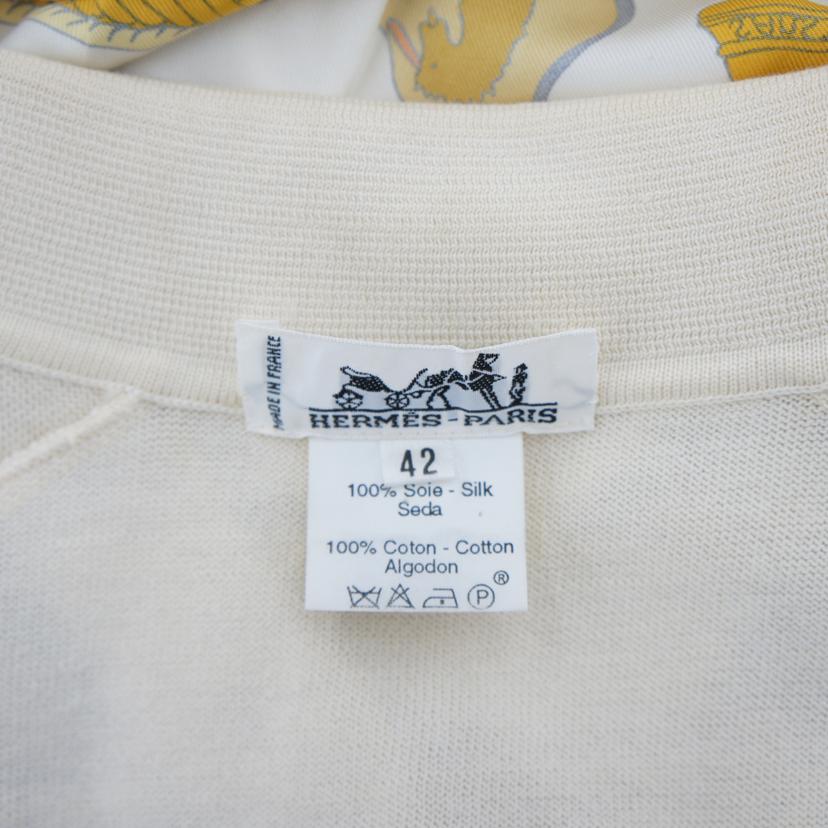 MADE IN FRANCE
HERMÈS-PARIS
42
100% Soie - Silk
Seda
100% Coton - Cotton
Algodon
P
®